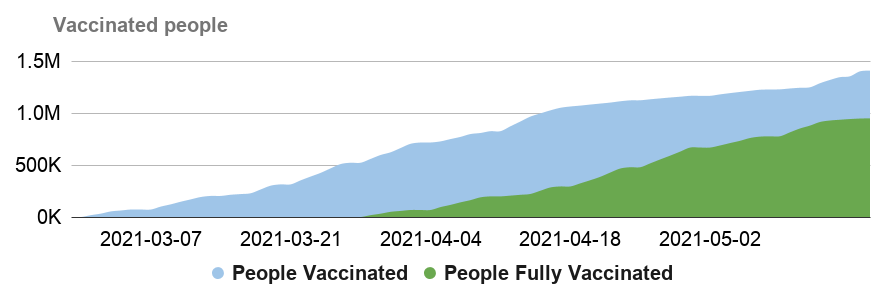 Vaccinated people
1.5M
1.0M
500K
0K
2021-03-07 2021-03-21 2021-04-04 2021-04-18 2021-05-02
People Vaccinated People Fully Vaccinated